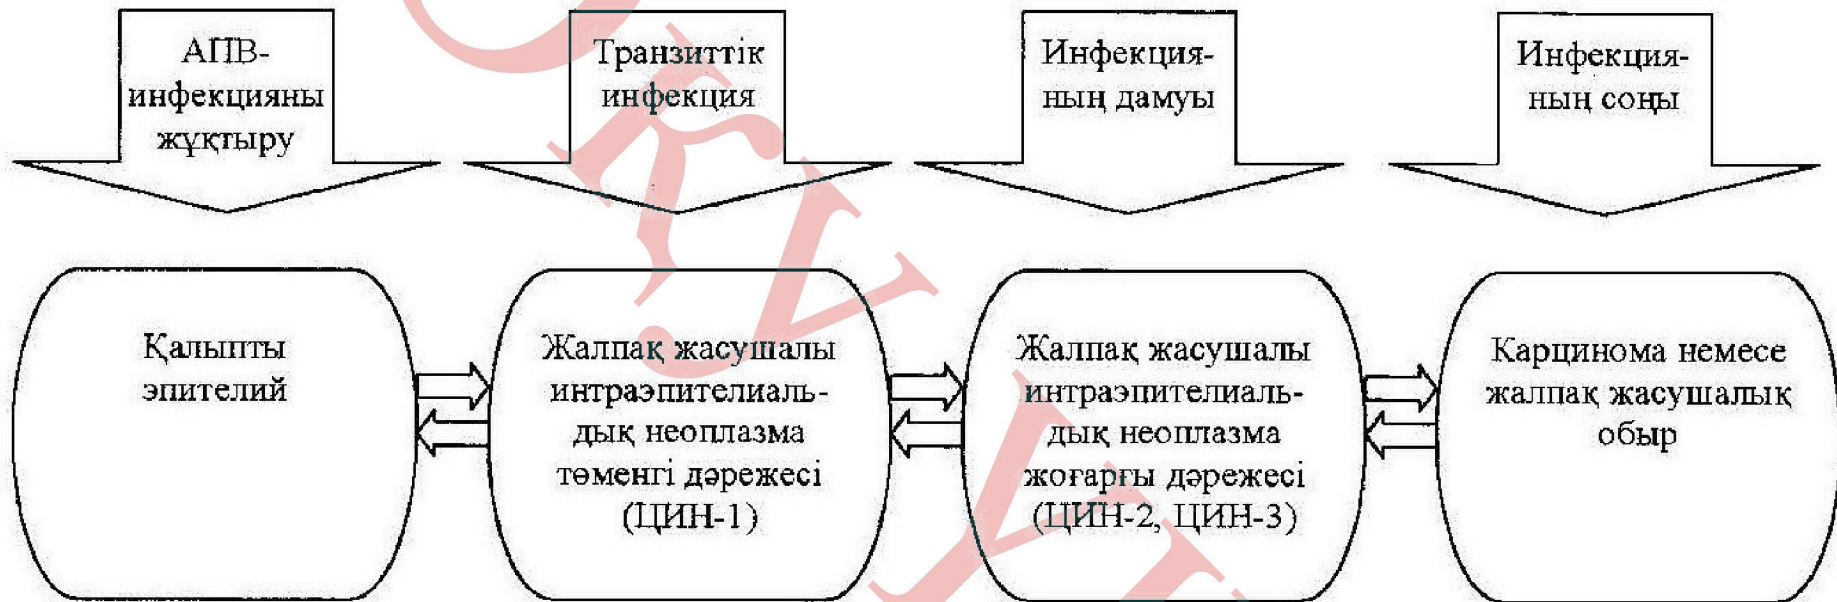 АПВ-
инфекцияны
жұқтыру
Транзиттік
инфекция
Инфекция-
ның дамуы
Инфекция-
ның соңы
Қалыпты
эпителий
Жалпақ жасушалы
интраэпителиаль-
дық неоплазма
төменгі дәрежесі
(ЦИН-1)
Жалпақ жасушалы
интраэпителиаль-
дық неоплазма
жоғарғы дәрежесі
(ЦИН-2, ЦИН-3)
Карцинома немесе
жалпақ жасушалық
обыр